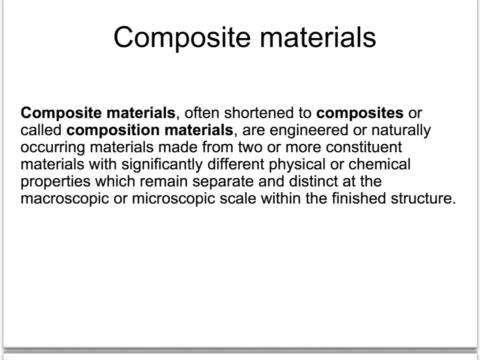 Composite materials
Composite materials, often shortened to composites or
called composition materials, are engineered or naturally
occurring materials made from two or more constituent
materials with significantly different physical or chemical
properties which remain separate and distinct at the
macroscopic or microscopic scale within the finished structure.